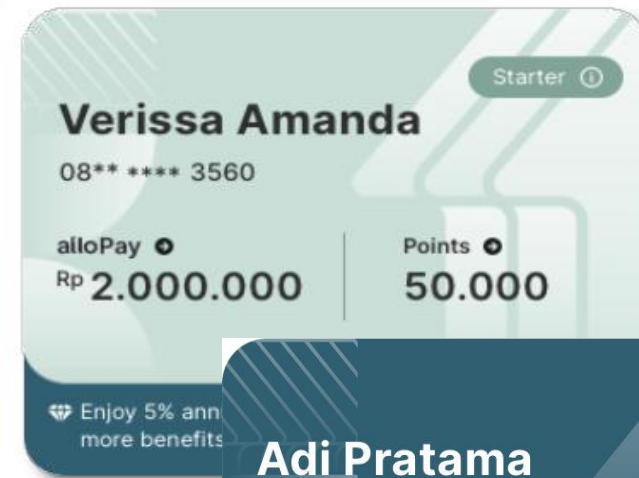 Starter
Verissa Amanda
08** **** 3560
alloPay
Points
Rp 2.000.000
50.000
Enjoy 5%
more benefits
Adi Pratama